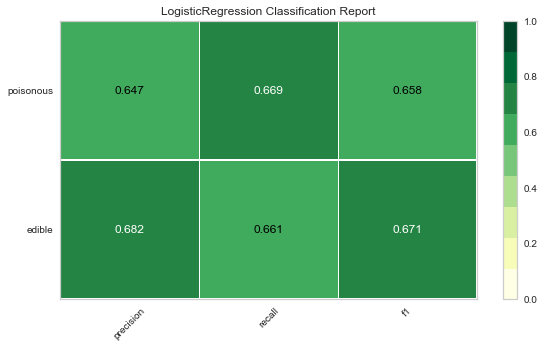 LogisticRegression Classification Report
poisonous 0.647 0.669 0.658
edible 0.682 0.661 0.671
precision recall f1
1.0
0.8
0.6
0.4
0.2
0.0